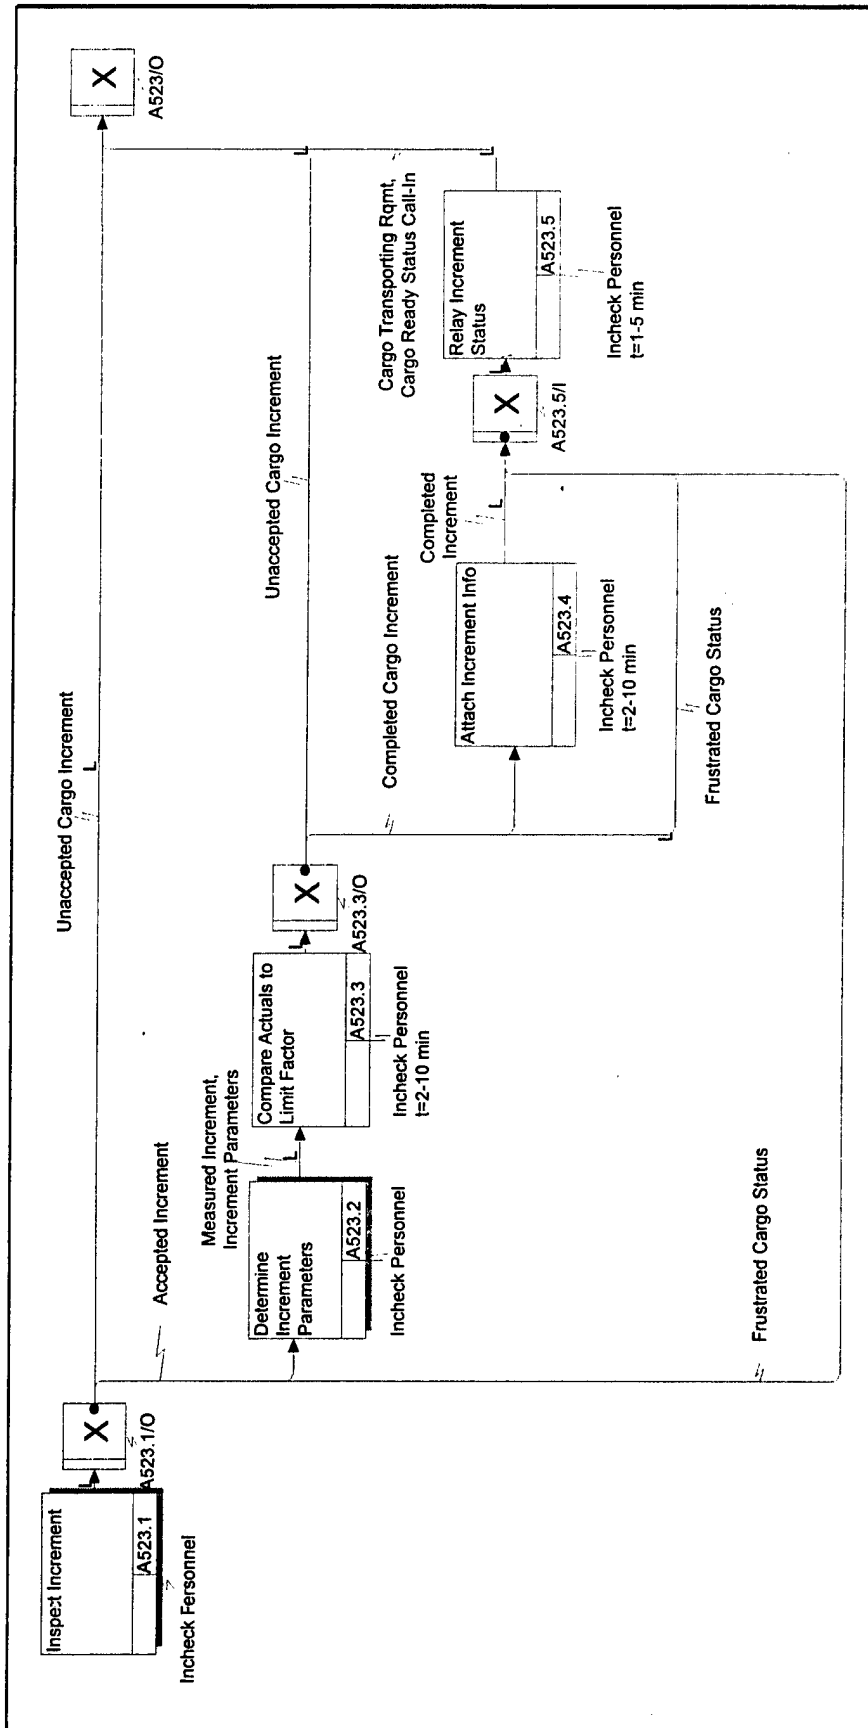 Inspect Increment
A523.1
Incheck Fersonnel
X
A523.1/O
Unaccepted Cargo Increment
L
L
X
A523/O
Accepted Increment
Determine
Increment
Parameters
A523.2
Incheck Personnel
Measured Increment,
Increment Parameters
L
Compare Actuals to
Limit Factor
A523.3
Incheck Personnel
t=2-10 min
L
X
A523.3/O
Unaccepted Cargo Increment
L
Completed Cargo Increment
Attach Increment Info
A523.4
Incheck Personnel
t=2-10 min
Completed
Increment
L
X
A523.5/I
L
Relay Increment
Status
A523.5
Incheck Personnel
t=1-5 min
Cargo Transporting Rqmt,
Cargo Ready Status Call-In
L
L
Frustrated Cargo Status
Frustrated Cargo Status